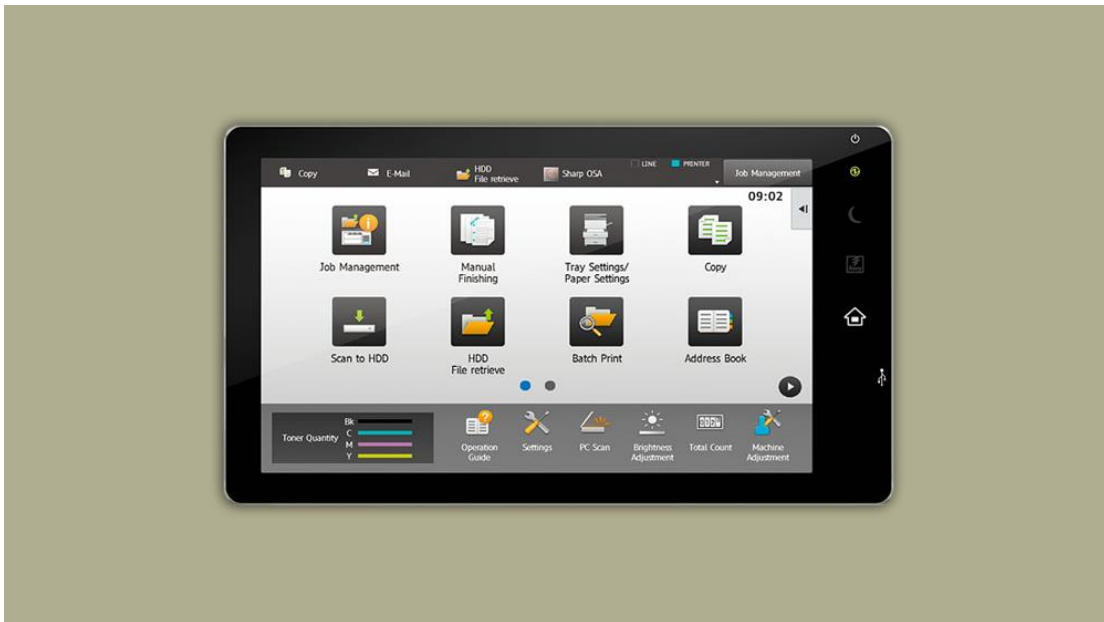 Copy
E-Mail
HDD
File retrieve
Sharp OSA
LINE
PRINTER
Job Management
09:02
Job Management
Manual
Finishing
Tray Settings/
Paper Settings
Copy
Scan to HDD
HDD
File retrieve
Batch Print
Address Book
Toner Quantity
Bk
C
M
Y
Operation
Guide
Settings
PC Scan
Brightness
Adjustment
Total Count
Machine
Adjustment